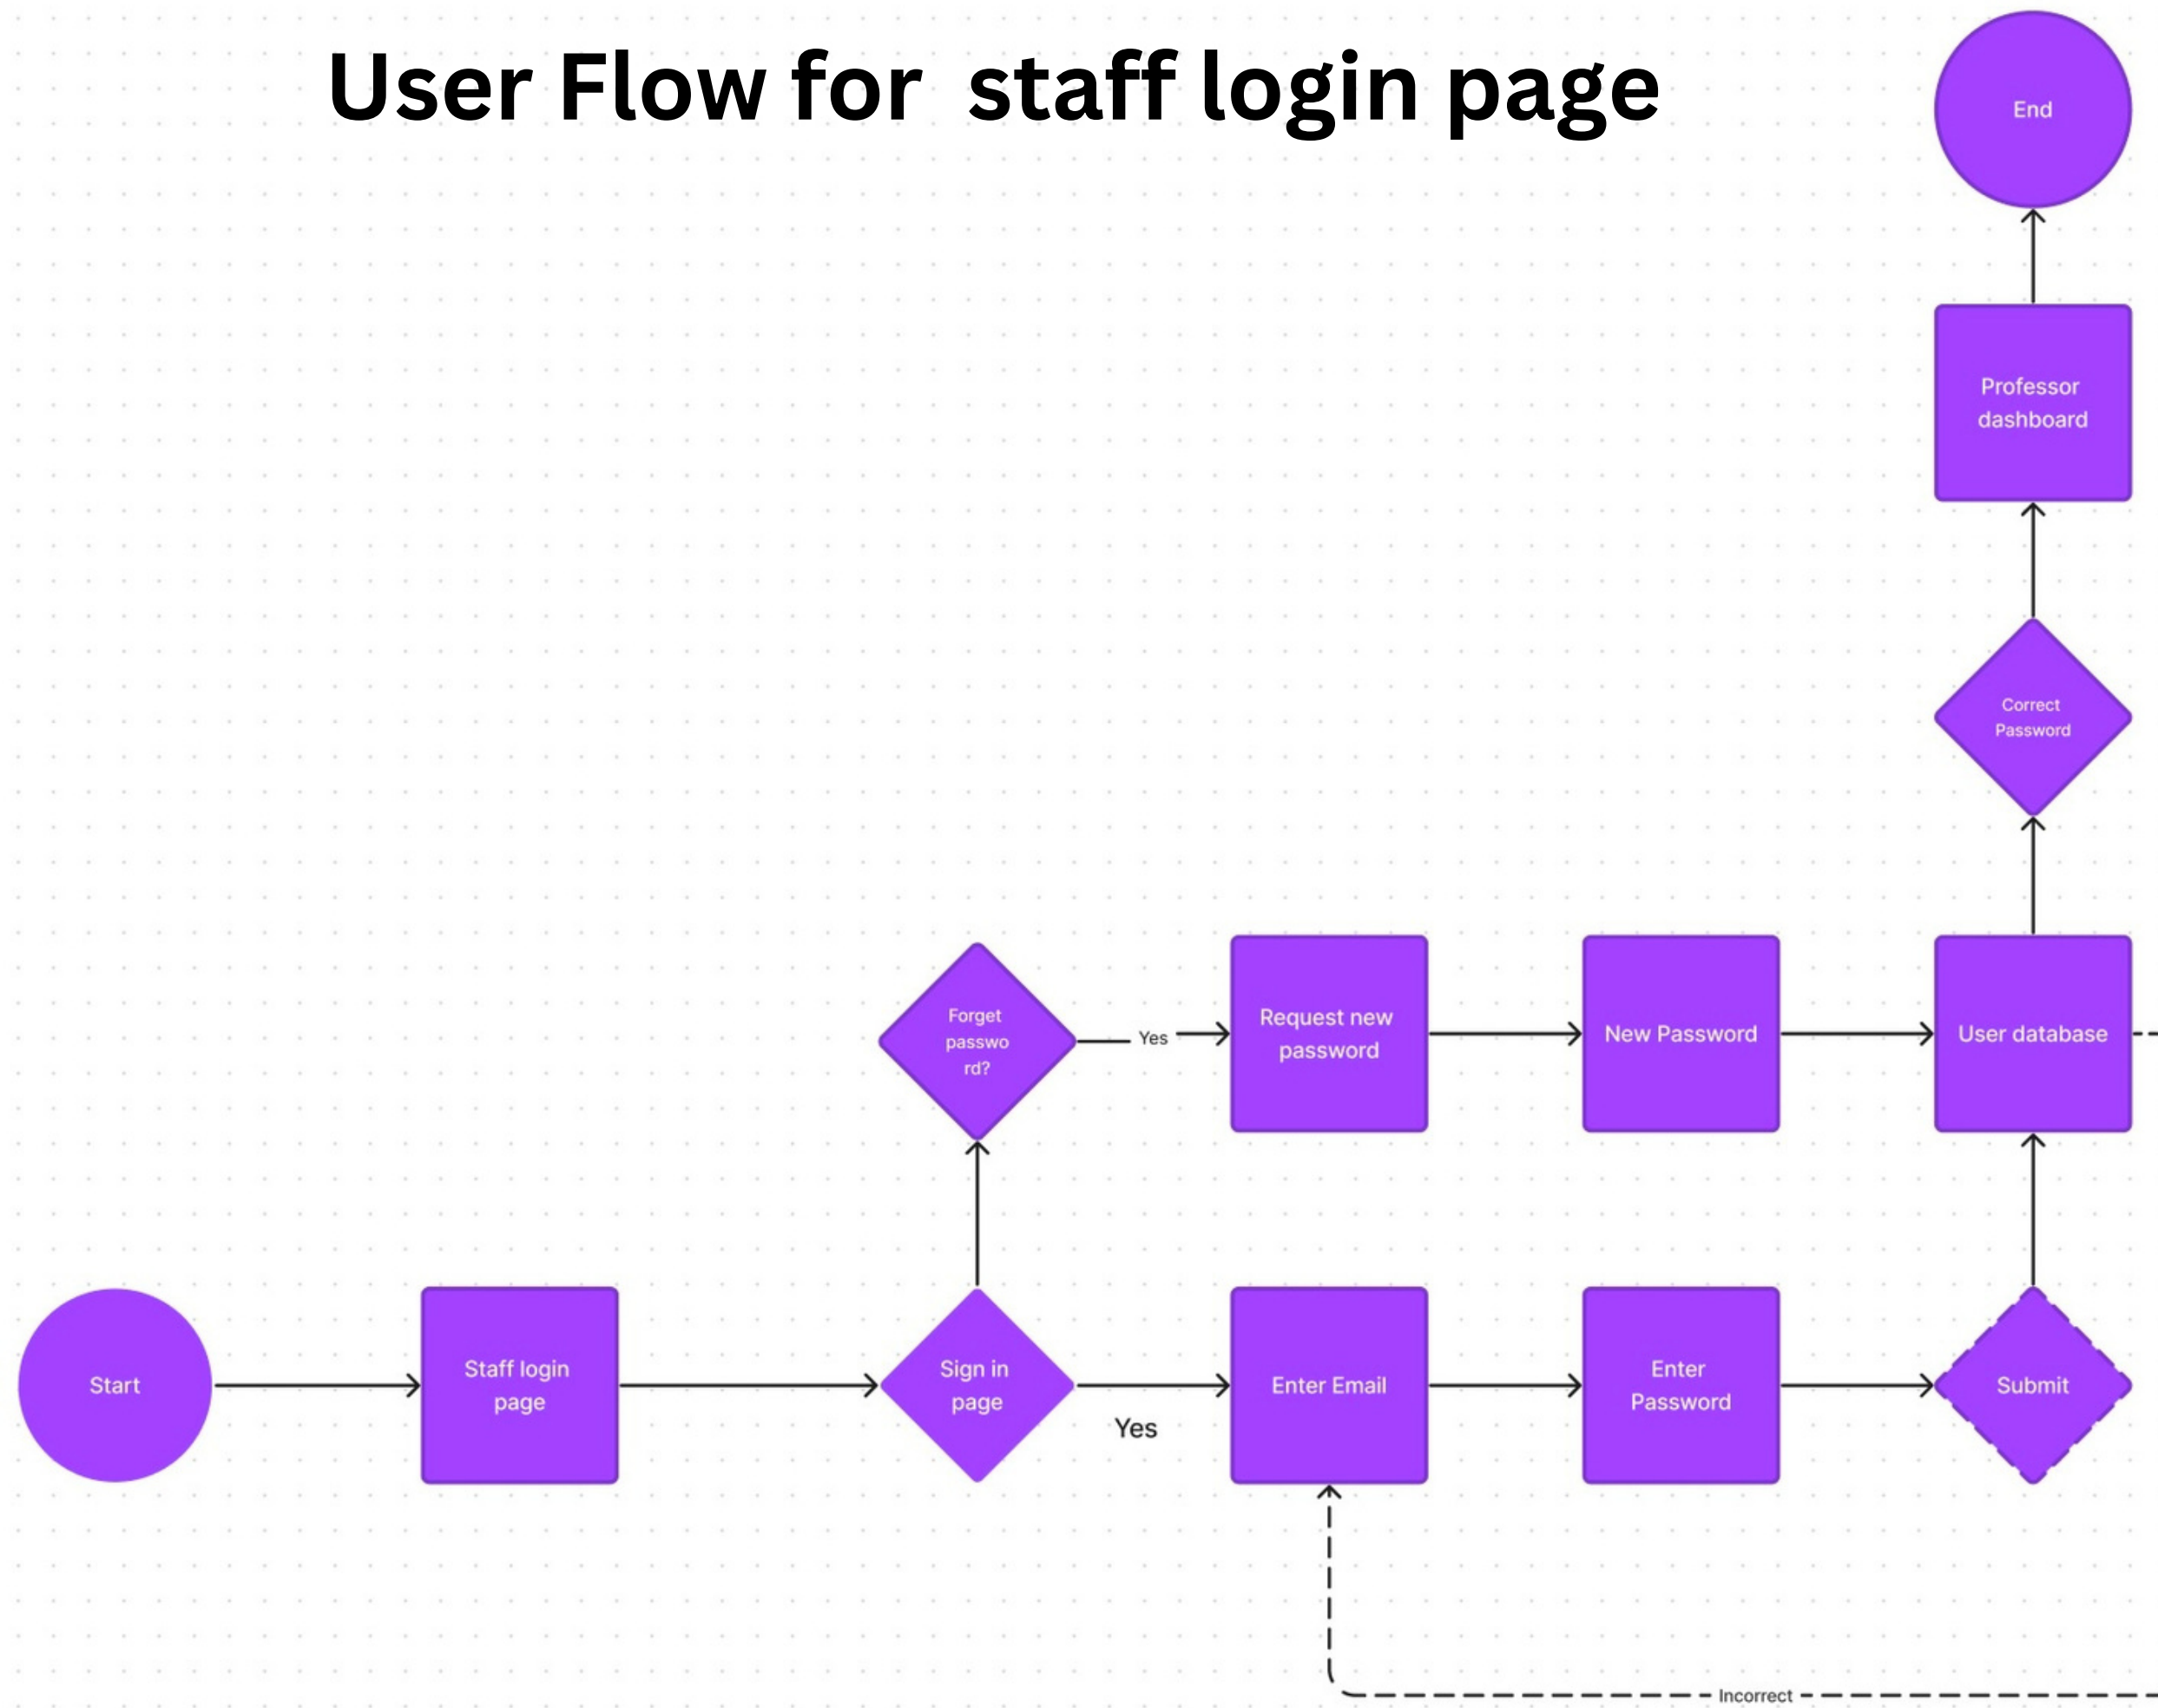 User Flow for  staff login page
End
Professor
dashboard
Correct
Password
Forget
passwo
rd?
Yes
Request new
password
New Password
User database
Start
Staff login
page
Sign in
page
Yes
Enter Email
Enter
Password
Submit
Incorrect